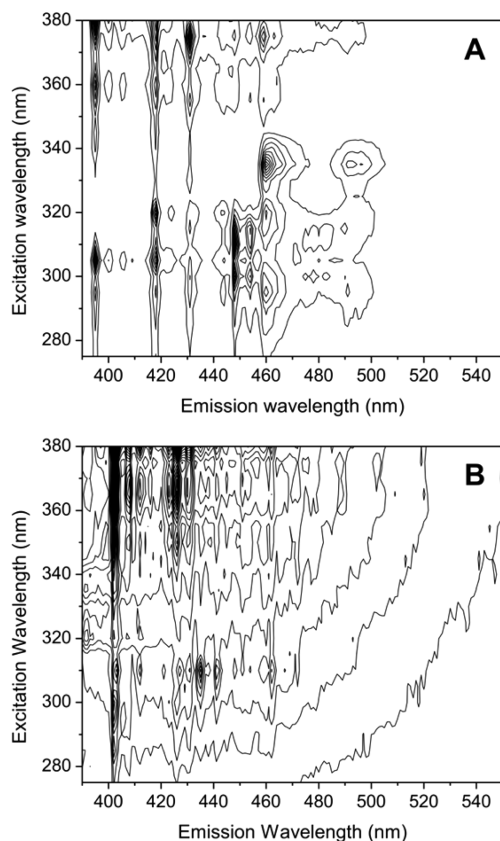 380
A
360
340
320
300
280
Excitation wavelength (nm)
400 420 440 460 480 500 520 540
Emission wavelength (nm)
380
B
360
340
320
300
280
Excitation Wavelength (nm)
400 420 440 460 480 500 520 540
Emission Wavelength (nm)